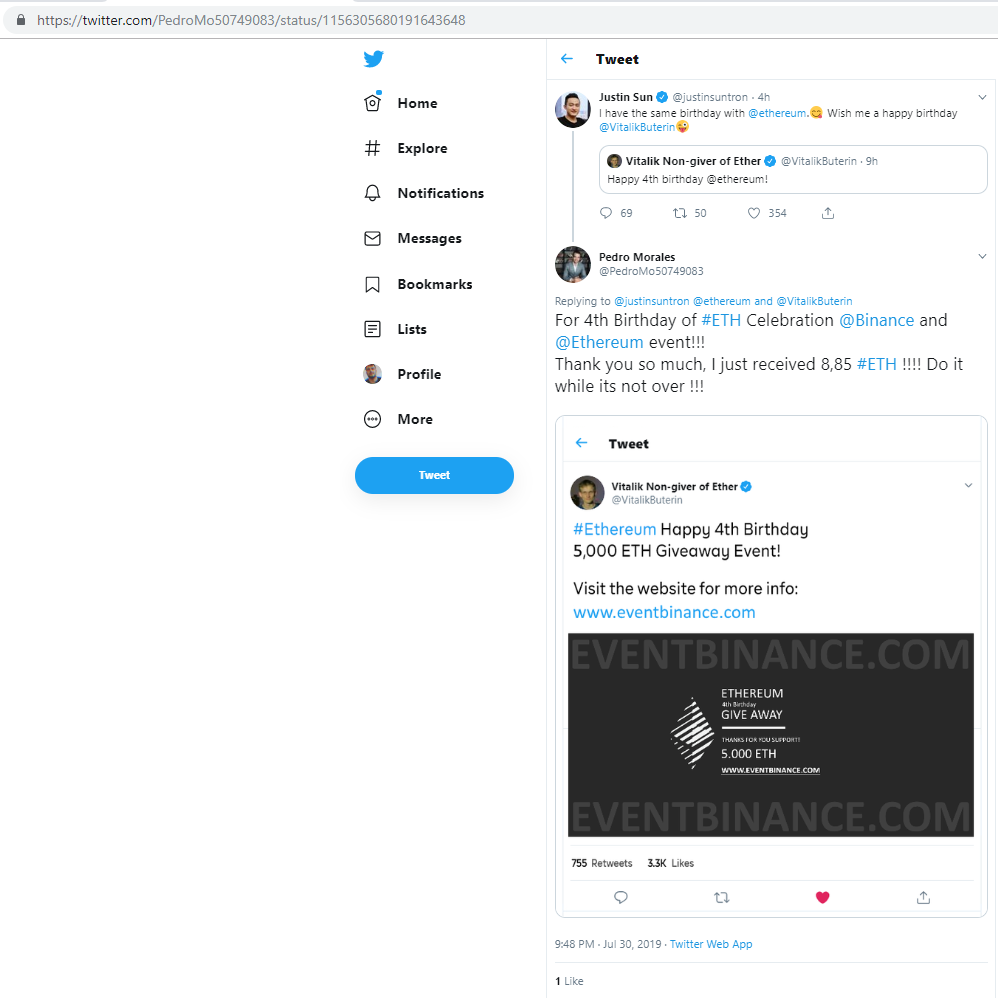 https://twitter.com/PedroMo50749083/status/1156305680191643648
Home
Explore
Notifications
Messages
Bookmarks
Lists
Profile
More
Tweet
Tweet
Justin Sun @justinsuntron · 4h
I have the same birthday with @ethereum.😋 Wish me a happy birthday
@VitalikButerin😜
Vitalik Non-giver of Ether @VitalikButerin · 9h
Happy 4th birthday @ethereum!
69 50 354
Pedro Morales
@PedroMo50749083
Replying to @justinsuntron @ethereum and @VitalikButerin
For 4th Birthday of #ETH Celebration @Binance and
@Ethereum event!!!
Thank you so much, I just received 8,85 #ETH !!!! Do it
while its not over !!!
Tweet
Vitalik Non-giver of Ether
@VitalikButerin
#Ethereum Happy 4th Birthday
5,000 ETH Giveaway Event!
Visit the website for more info:
www.eventbinance.com
EVENTBINANCE.COM
ETHEREUM
4th Birthday
GIVE AWAY
THANKS FOR YOU SUPPORT!
5.000 ETH
WWW.EVENTBINANCE.COM
EVENTBINANCE.COM
755 Retweets 3.3K Likes
9:48 PM · Jul 30, 2019 · Twitter Web App
1 Like